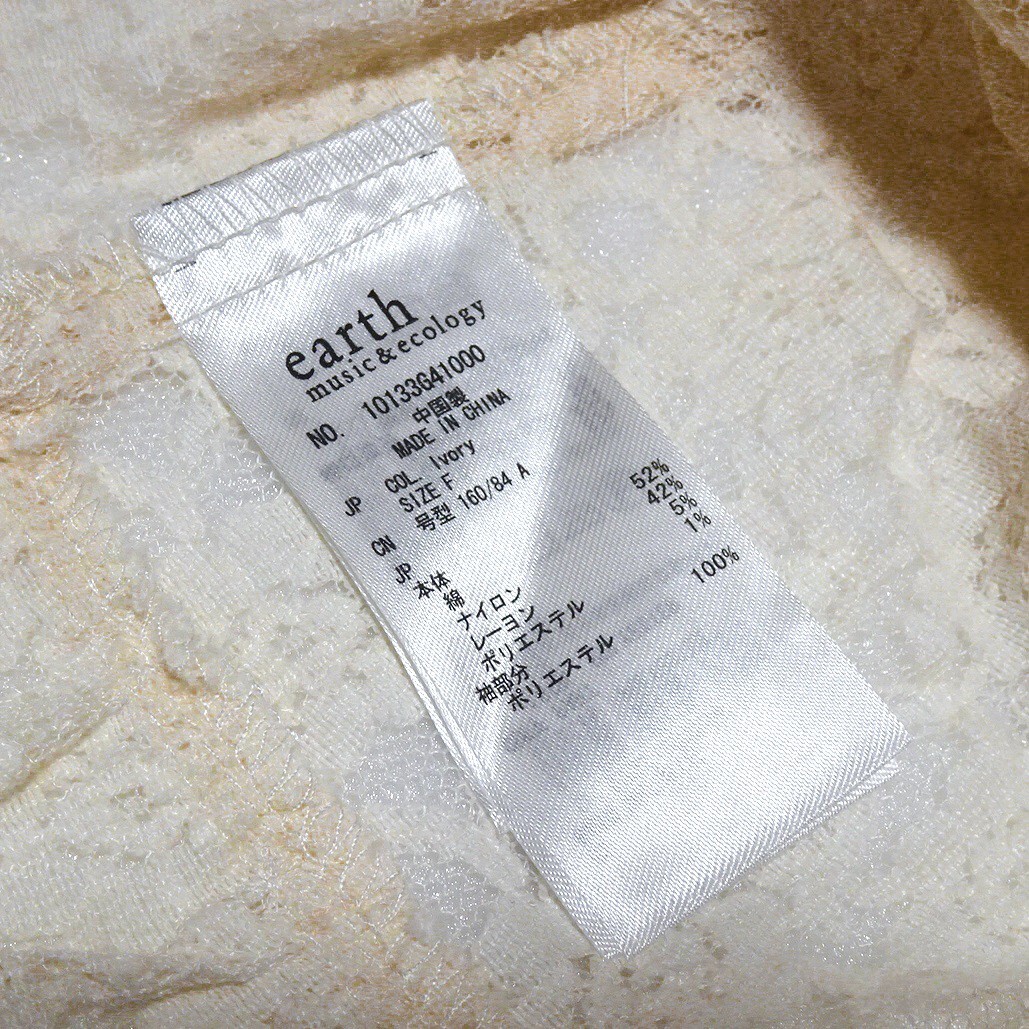 earth
music&ecology
NO. 10133G41000
中国製
MADE IN CHINA
JP COL. Ivory
SIZE F
CN 号型 160/84 A
JP
本体
綿 52%
ナイロン 42%
レーヨン 5%
ポリエステル 1%
袖部分
ポリエステル 100%